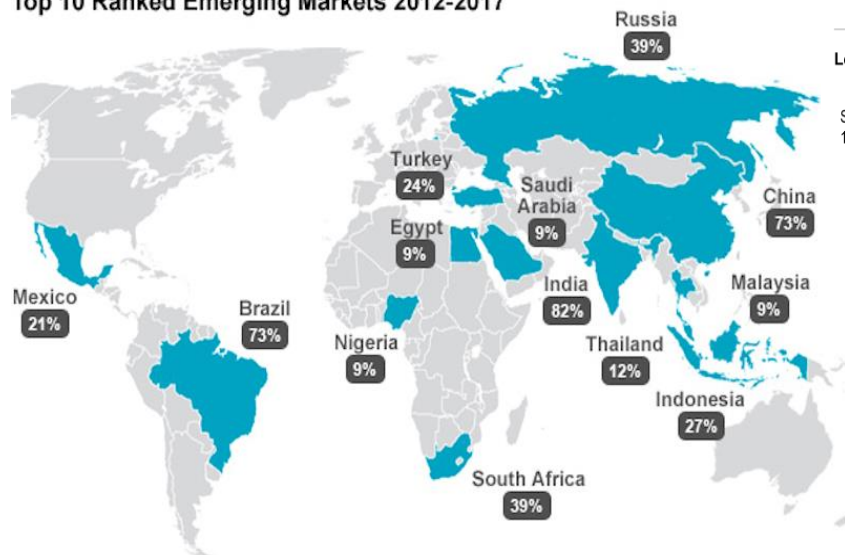 Top 10 Ranked Emerging Markets 2012-2017
Russia
39%
Turkey
24%
Saudi
Arabia
9%
China
73%
Egypt
9%
India
82%
Malaysia
9%
Mexico
21%
Brazil
73%
Nigeria
9%
Thailand
12%
Indonesia
27%
South Africa
39%